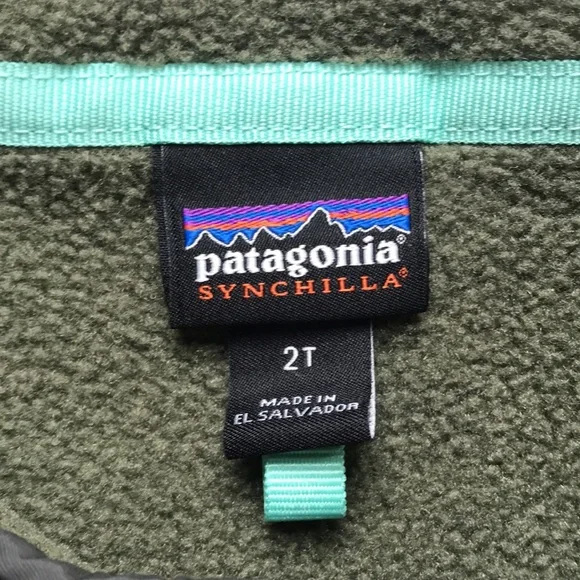 patagonia®
SYNCHILLA®
2T
MADE IN
EL SALVADOR